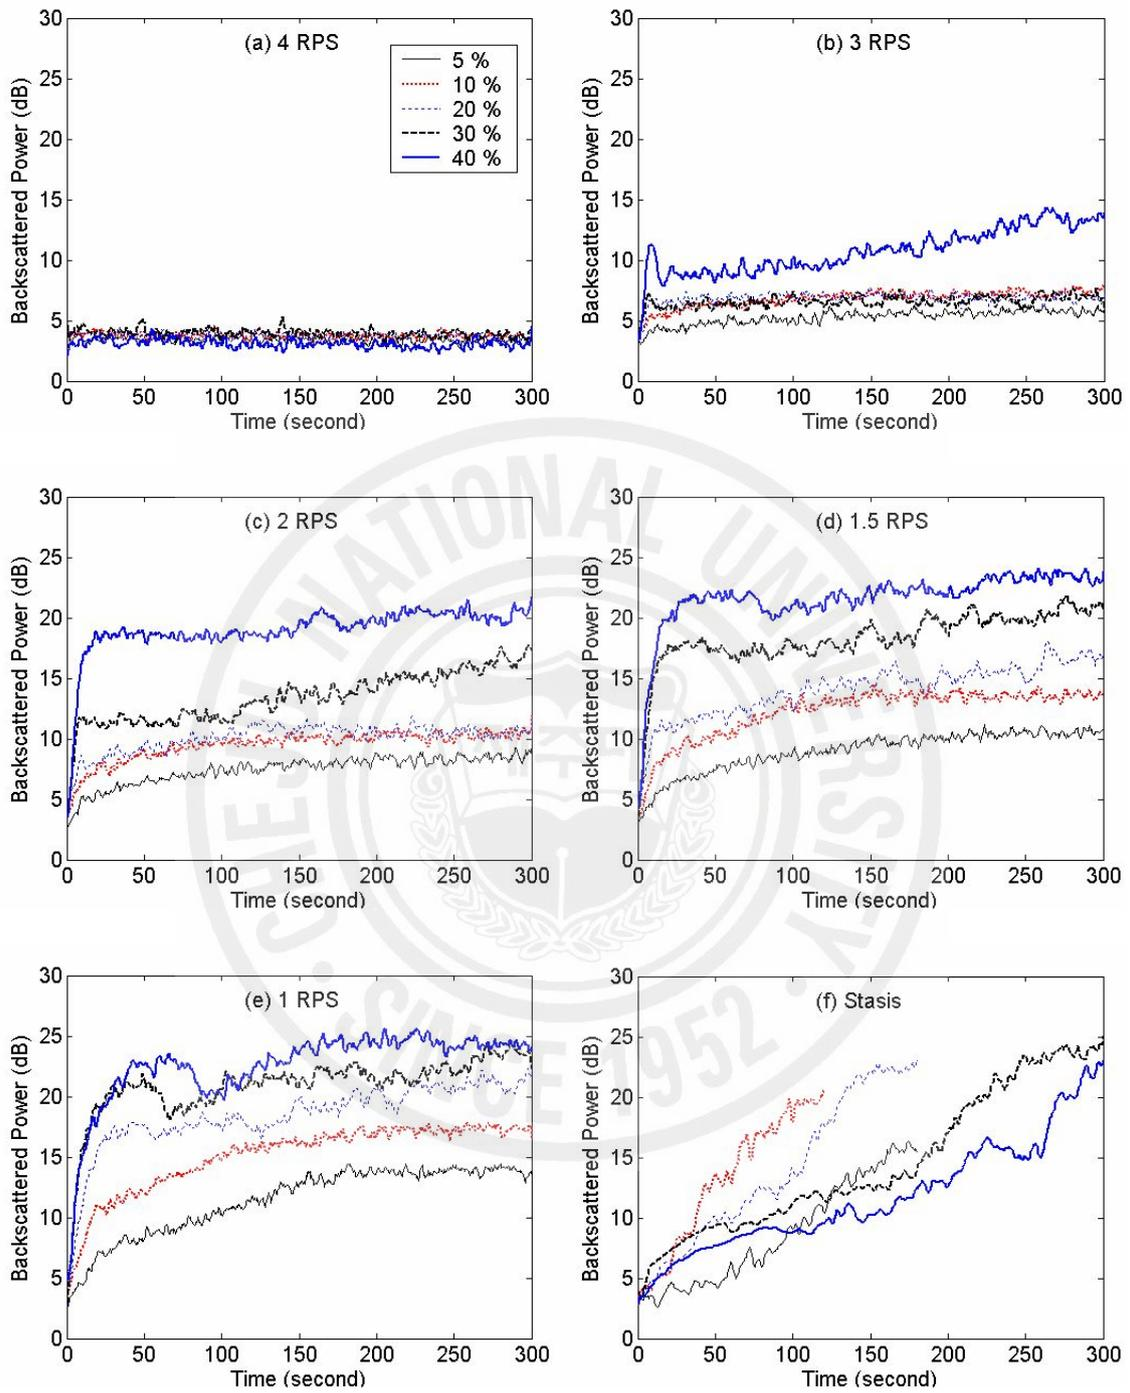 (a) 4 RPS
5 %
10 %
20 %
30 %
40 %
Backscattered Power (dB)
30
25
20
15
10
5
0
0 50 100 150 200 250 300
Time (second)
(b) 3 RPS
Backscattered Power (dB)
30
25
20
15
10
5
0
0 50 100 150 200 250 300
Time (second)
(c) 2 RPS
Backscattered Power (dB)
30
25
20
15
10
5
0
0 50 100 150 200 250 300
Time (second)
(d) 1.5 RPS
Backscattered Power (dB)
30
25
20
15
10
5
0
0 50 100 150 200 250 300
Time (second)
(e) 1 RPS
Backscattered Power (dB)
30
25
20
15
10
5
0
0 50 100 150 200 250 300
Time (second)
(f) Stasis
Backscattered Power (dB)
30
25
20
15
10
5
0
0 50 100 150 200 250 300
Time (second)
CHEJU NATIONAL UNIVERSITY
SINCE 1952